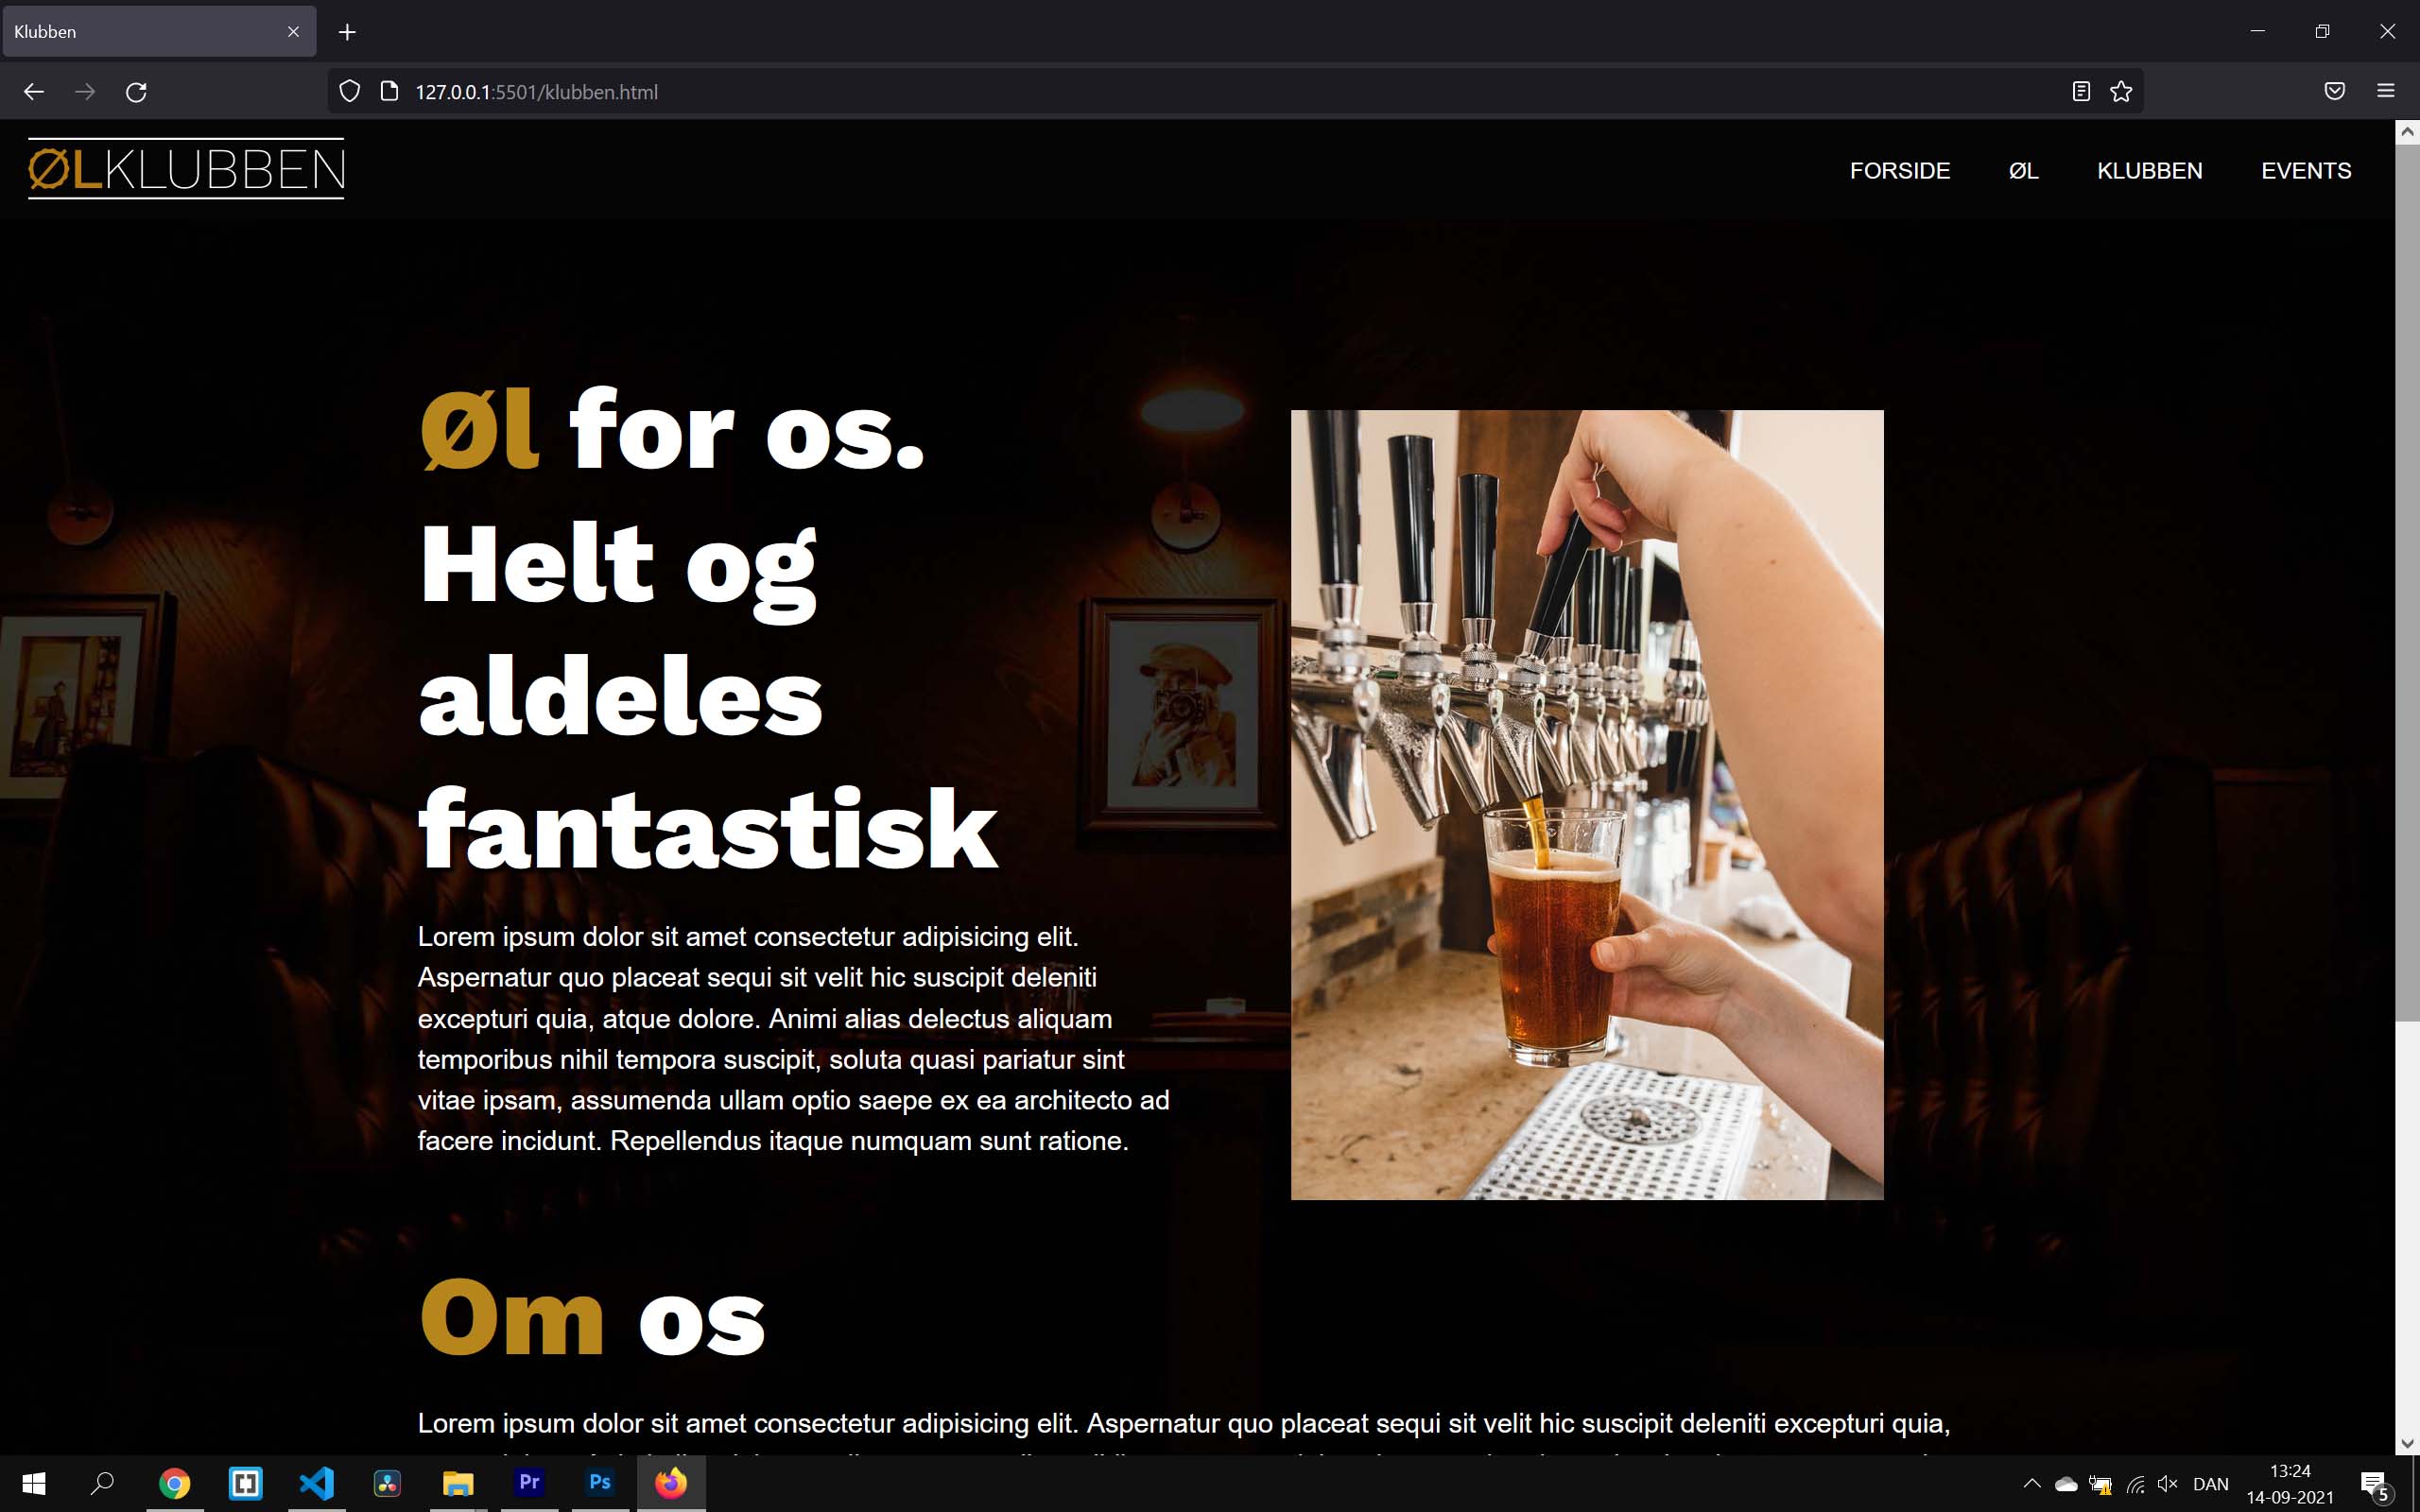 Klubben
127.0.0.1:5501/klubben.html
ØLKLUBBEN
FORSIDE ØL KLUBBEN EVENTS
Øl for os.
Helt og
aldeles
fantastisk
Lorem ipsum dolor sit amet consectetur adipisicing elit.
Aspernatur quo placeat sequi sit velit hic suscipit deleniti
excepturi quia, atque dolore. Animi alias delectus aliquam
temporibus nihil tempora suscipit, soluta quasi pariatur sint
vitae ipsam, assumenda ullam optio saepe ex ea architecto ad
facere incidunt. Repellendus itaque numquam sunt ratione.
Om os
Lorem ipsum dolor sit amet consectetur adipisicing elit. Aspernatur quo placeat sequi sit velit hic suscipit deleniti excepturi quia,
Pr Ps
DAN
13:24
14-09-2021
5